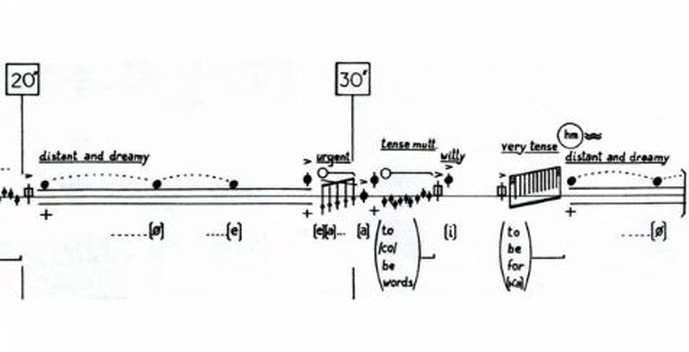 20" 30"
hm
distant and dreamy urgent tense mutt. witty very tense distant and dreamy
.....[ø] ....[e] [e][a]... [a] (to [i] (to .....[ø]
/co/ be
be for
words)